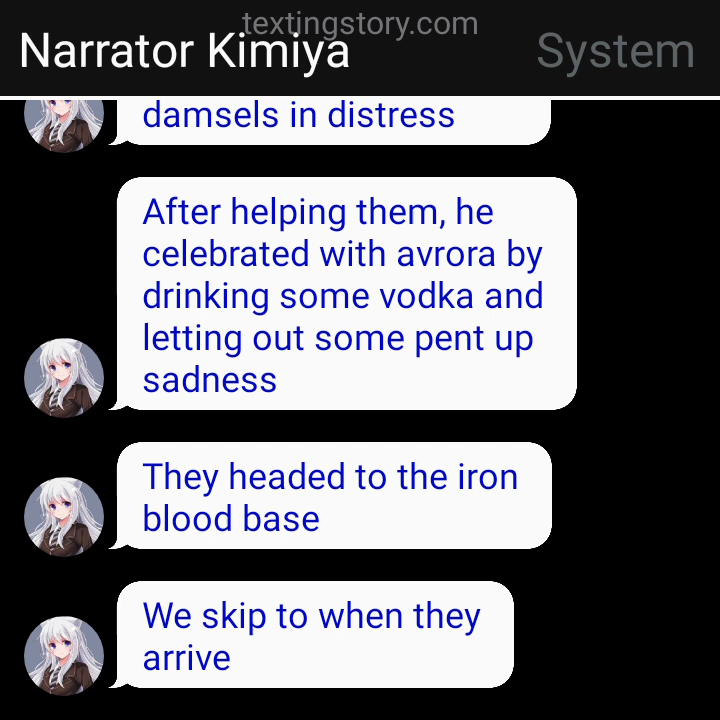 textingstory.com
Narrator Kimiya
System
damsels in distress
After helping them, he
celebrated with avrora by
drinking some vodka and
letting out some pent up
sadness
They headed to the iron
blood base
We skip to when they
arrive